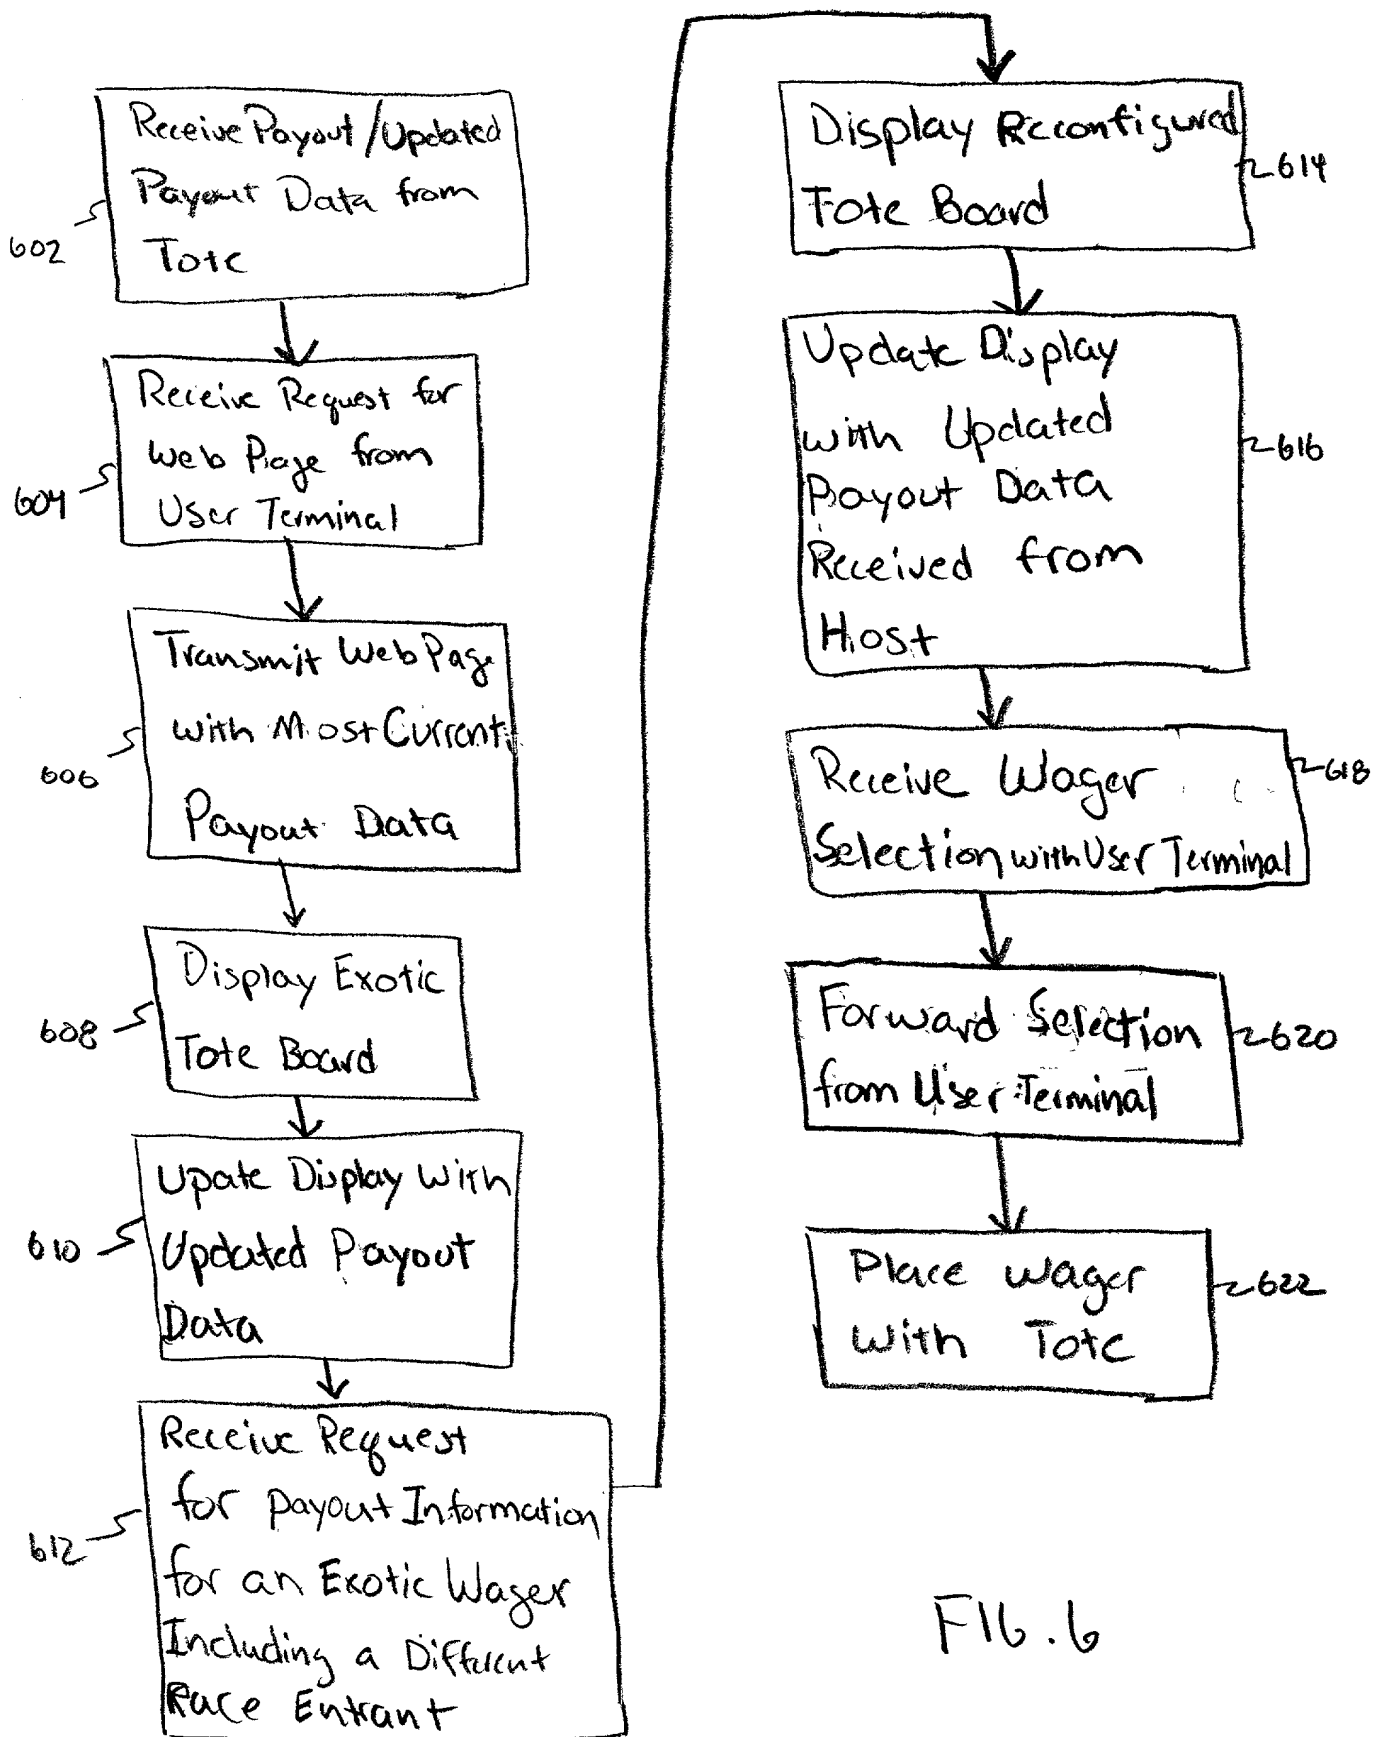 Receive Payout/Updated
Payout Data from
Tote
602
Receive Request for
Web Page from
User Terminal
604
Transmit Web Page
with Most Current
Payout Data
606
Display Exotic
Tote Board
608
Upate Display With
Updated Payout
Data
610
Receive Request
for Payout Information
for an Exotic Wager
Including a Different
Race Entrant
612
Display Reconfigured
Tote Board
614
Update Display
with Updated
Payout Data
Received from
Host
616
Receive Wager
Selection with User Terminal
618
Forward Selection
from User Terminal
620
Place Wager
With Tote
622
FIG. 6